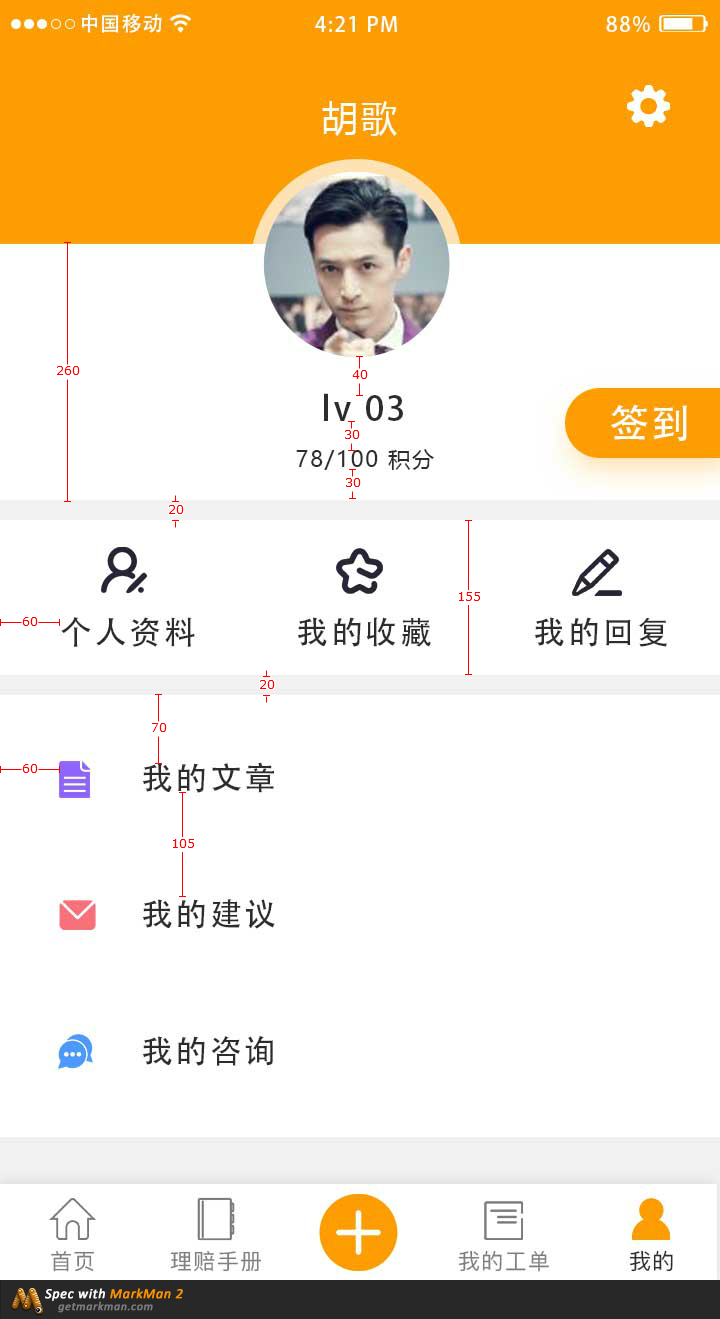 中国移动 4:21 PM 88%
胡歌
260
40
lv 03
签到
30
78/100 积分
30
20
155
60
个人资料 我的收藏 我的回复
20
70
60
我的文章
105
我的建议
我的咨询
首页 理赔手册 我的工单 我的
Spec with MarkMan 2
getmarkman.com